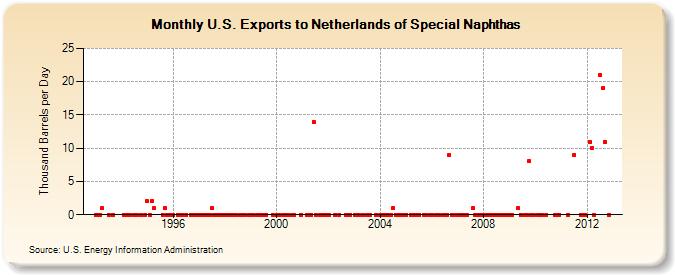 Monthly U.S. Exports to Netherlands of Special Naphthas
Thousand Barrels per Day
25
20
15
10
5
0
1996 2000 2004 2008 2012
Source: U.S. Energy Information Administration